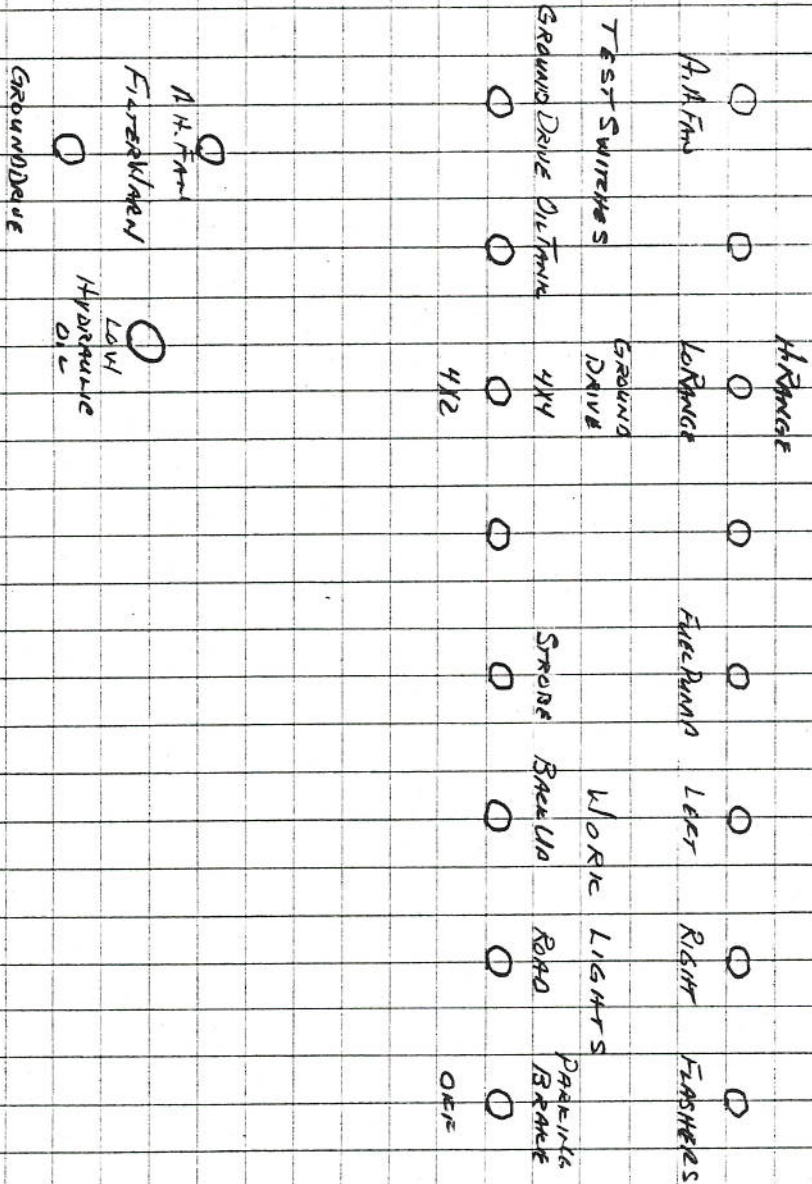 HI RANGE
A.H. FAN LO RANGE FUEL PUMP LEFT RIGHT FLASHERS
TEST SWITCHES GROUND DRIVE WORK LIGHTS
GROUND DRIVE OIL TANK 4X4 STROBE BACK UP ROAD PARKING BRAKE
4X2 OFF
A.H. FAN
FILTER WARN
LOW
HYDRAULIC
OIL
GROUND DRIVE